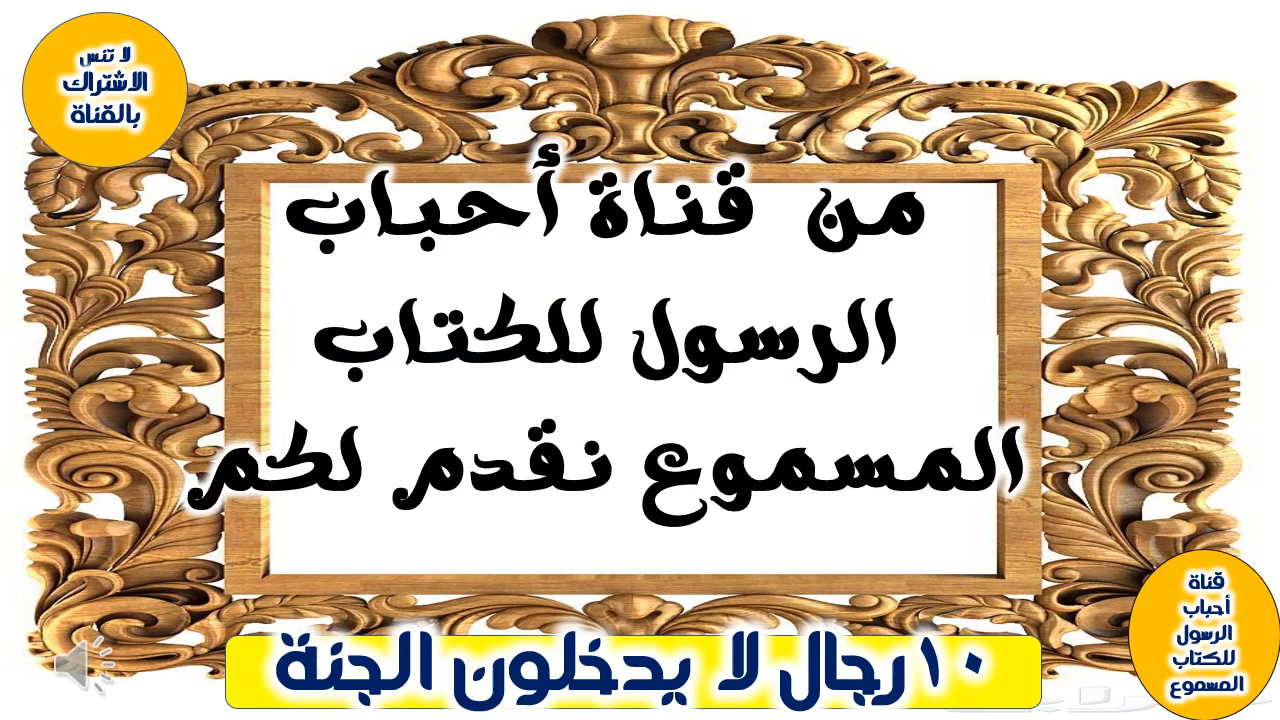 لا تنس
الاشتراك
بالقناة
من قناة أحباب
الرسول للكتاب
المسموع نقدم لكم
١٠ رجال لا يدخلون الجنة
قناة
أحباب
الرسول
للكتاب
المسموع